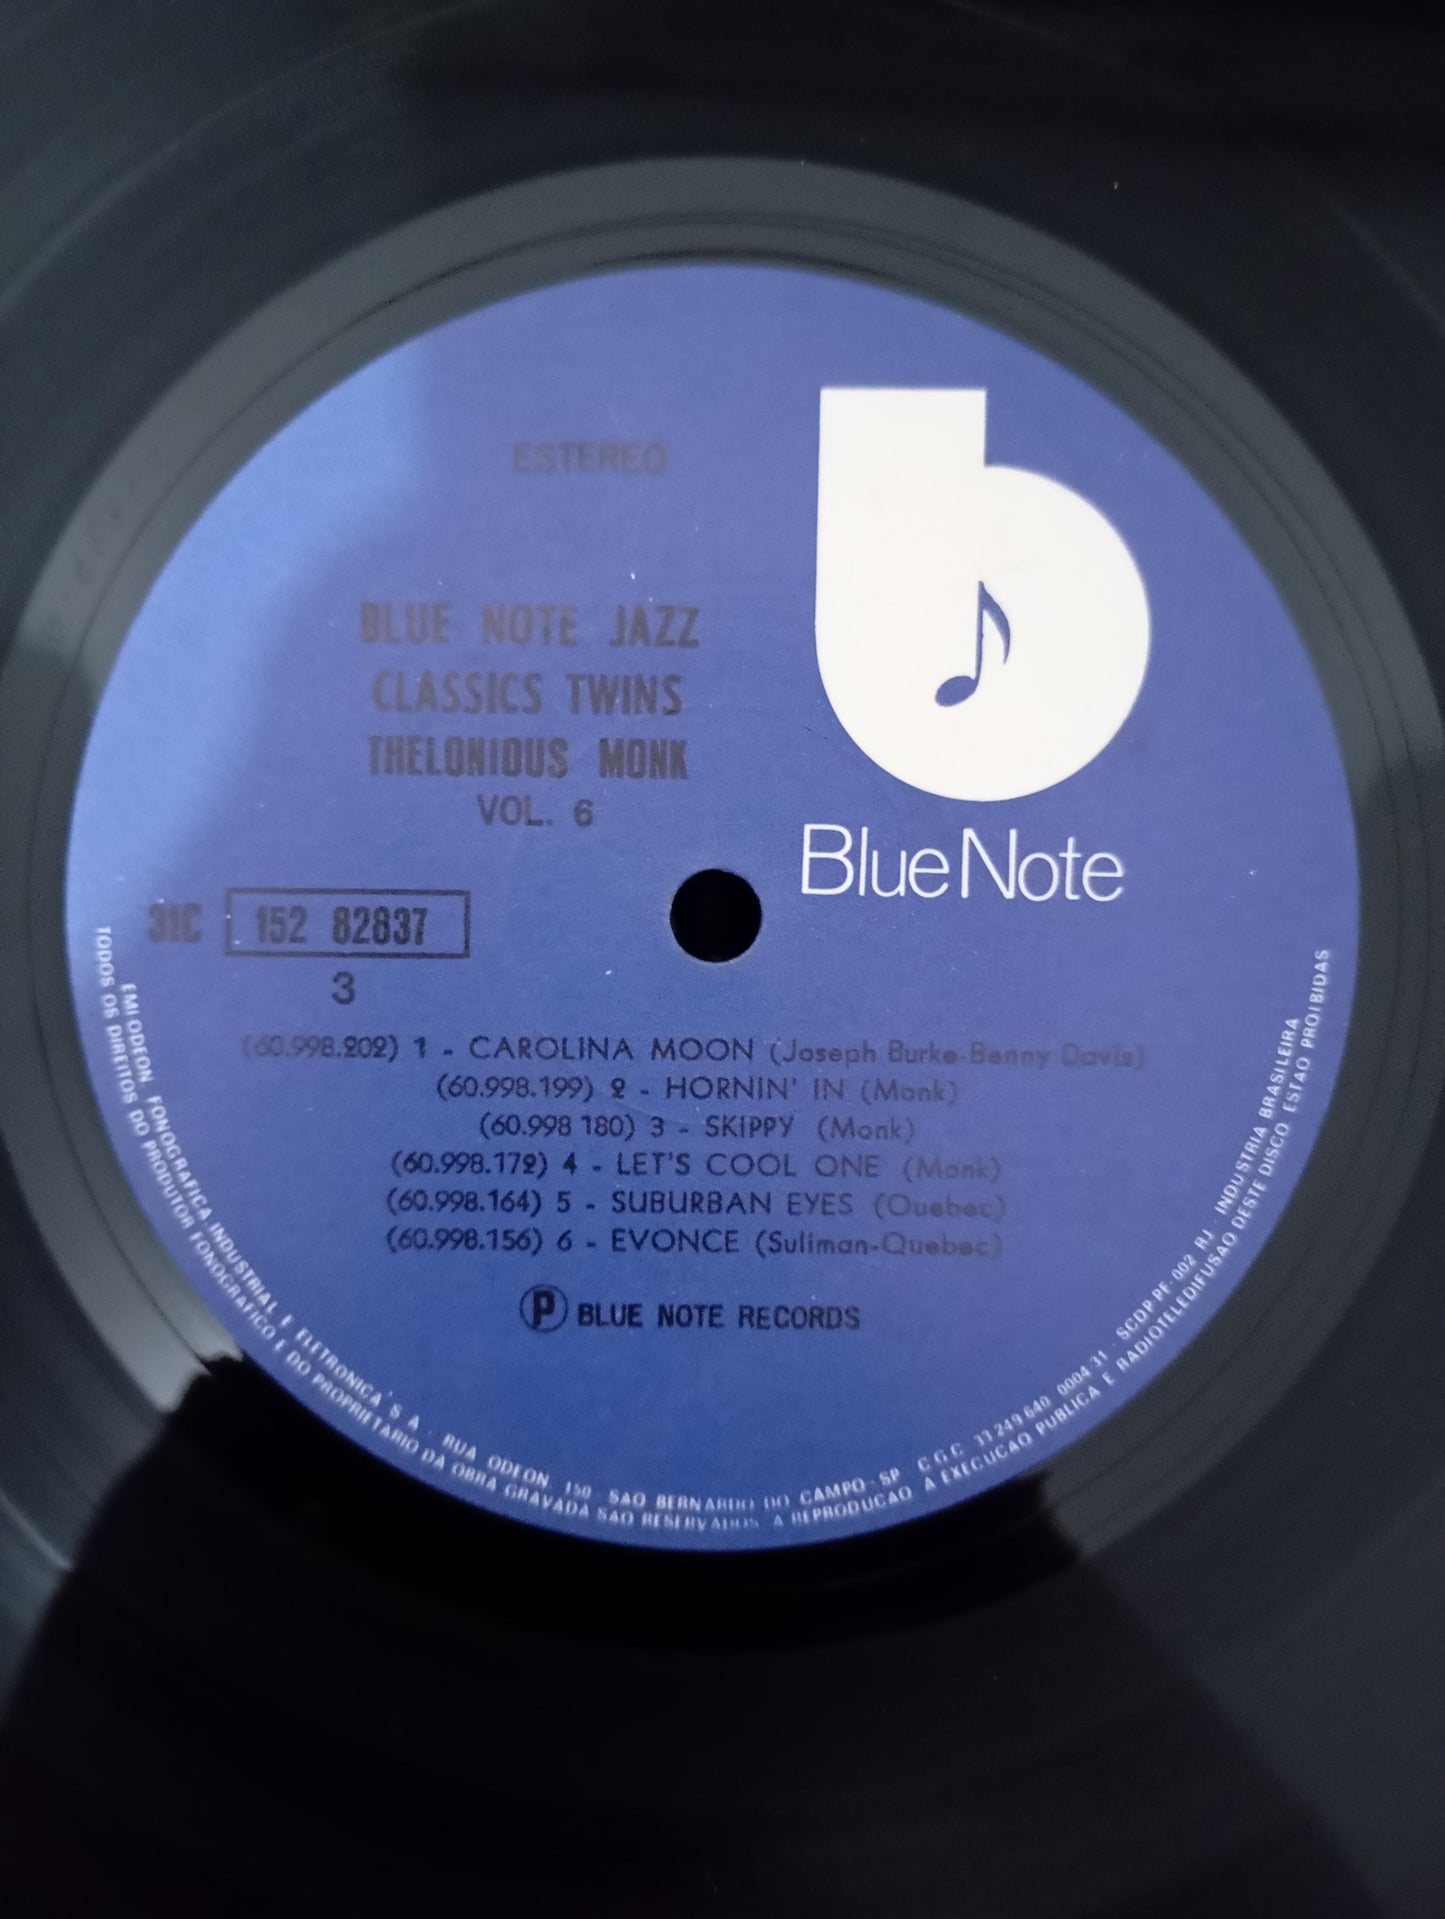 ESTEREO
BLUE NOTE JAZZ
CLASSICS TWINS
THELONIOUS MONK
VOL. 6
Blue Note
31C 152 82837
3
(60.998.202) 1 - CAROLINA MOON (Joseph Burke-Benny Davis)
(60.998.199) 2 - HORNIN' IN (Monk)
(60.998 180) 3 - SKIPPY (Monk)
(60.998.172) 4 - LET'S COOL ONE (Monk)
(60.998.164) 5 - SUBURBAN EYES (Quebec)
(60.998.156) 6 - EVONCE (Suliman-Quebec)
℗ BLUE NOTE RECORDS
EMI-ODEON FONOGRAFICA, INDUSTRIAL E ELETRONICA S A · RUA ODEON, 150 · SAO BERNARDO DO CAMPO - SP C.G.C 33 249 640 0004-31 · SCDP-PF-002 RJ · INDUSTRIA BRASILEIRA
TODOS OS DIREITOS DO PRODUTOR FONOGRAFICO E DO PROPRIETARIO DA OBRA GRAVADA SAO RESERVADOS A REPRODUCAO, A EXECUCAO PUBLICA E RADIOTELEDIFUSAO DESTE DISCO ESTAO PROIBIDAS